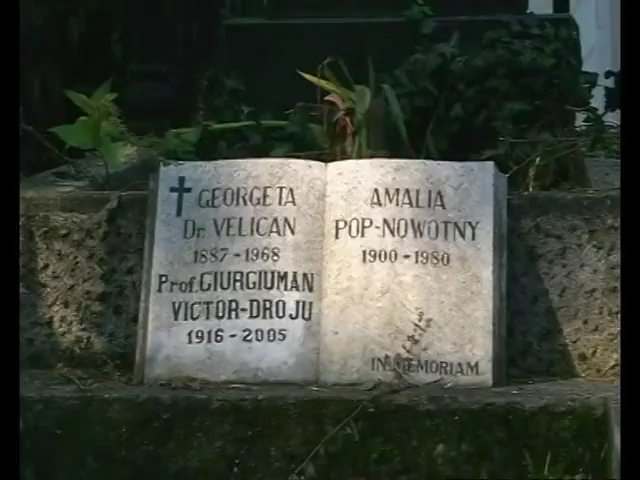 GEORGETA
Dr. VELICAN
1887 - 1968
Prof. GIURGIUMAN
VICTOR-DROJU
1916 - 2005
AMALIA
POP-NOWOTNY
1900 - 1980
IN MEMORIAM